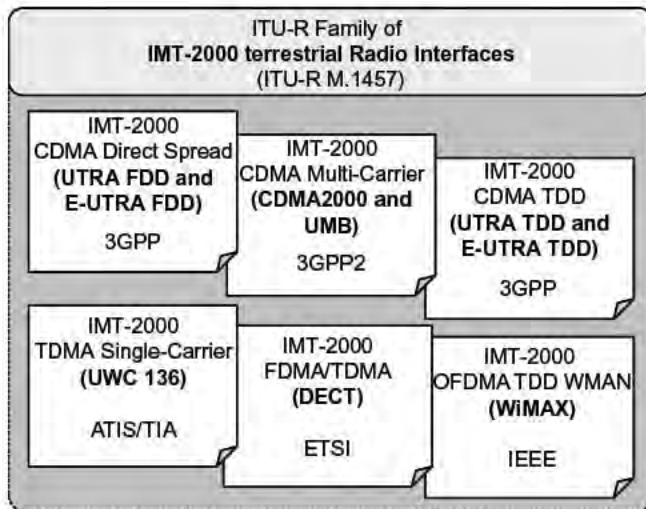 ITU-R Family of
IMT-2000 terrestrial Radio Interfaces
(ITU-R M.1457)
IMT-2000
CDMA Direct Spread
(UTRA FDD and
E-UTRA FDD)
3GPP
IMT-2000
CDMA Multi-Carrier
(CDMA2000 and
UMB)
3GPP2
IMT-2000
CDMA TDD
(UTRA TDD and
E-UTRA TDD)
3GPP
IMT-2000
TDMA Single-Carrier
(UWC 136)
ATIS/TIA
IMT-2000
FDMA/TDMA
(DECT)
ETSI
IMT-2000
OFDMA TDD WMAN
(WiMAX)
IEEE